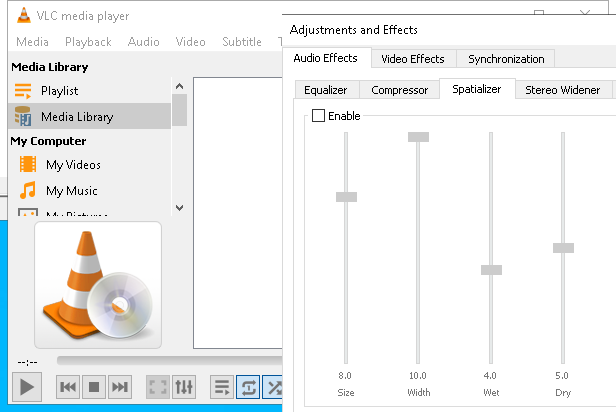 VLC media player
Media Playback Audio Video Subtitle
Media Library
Playlist
Media Library
My Computer
My Videos
My Music
My Pictures
--:--
Adjustments and Effects
Audio Effects Video Effects Synchronization
Equalizer Compressor Spatializer Stereo Widener
Enable
8.0 10.0 4.0 5.0
Size Width Wet Dry